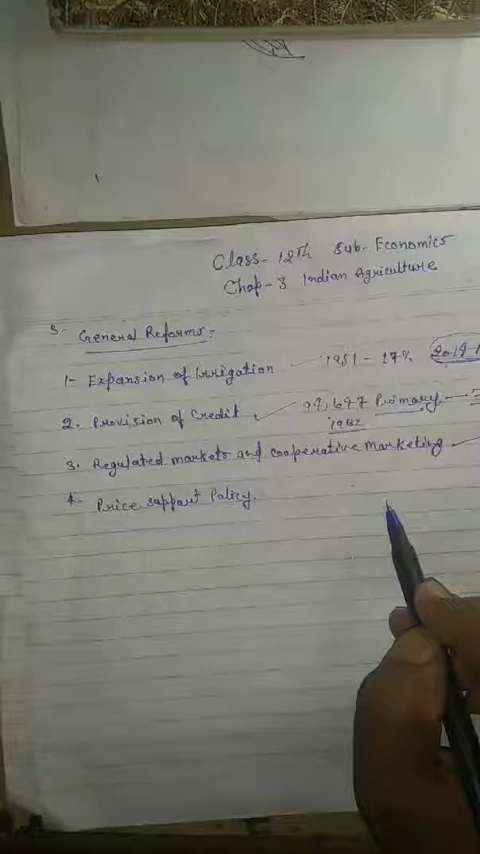 Class- 12th Sub- Economics
Chap-3 Indian Agriculture
General Reforms:-
1- Expansion of Irrigation 1951 - 17%
2. Provision of Credit Primary
1982
3. Regulated markets and cooperative Marketing
4- Price support Policy.